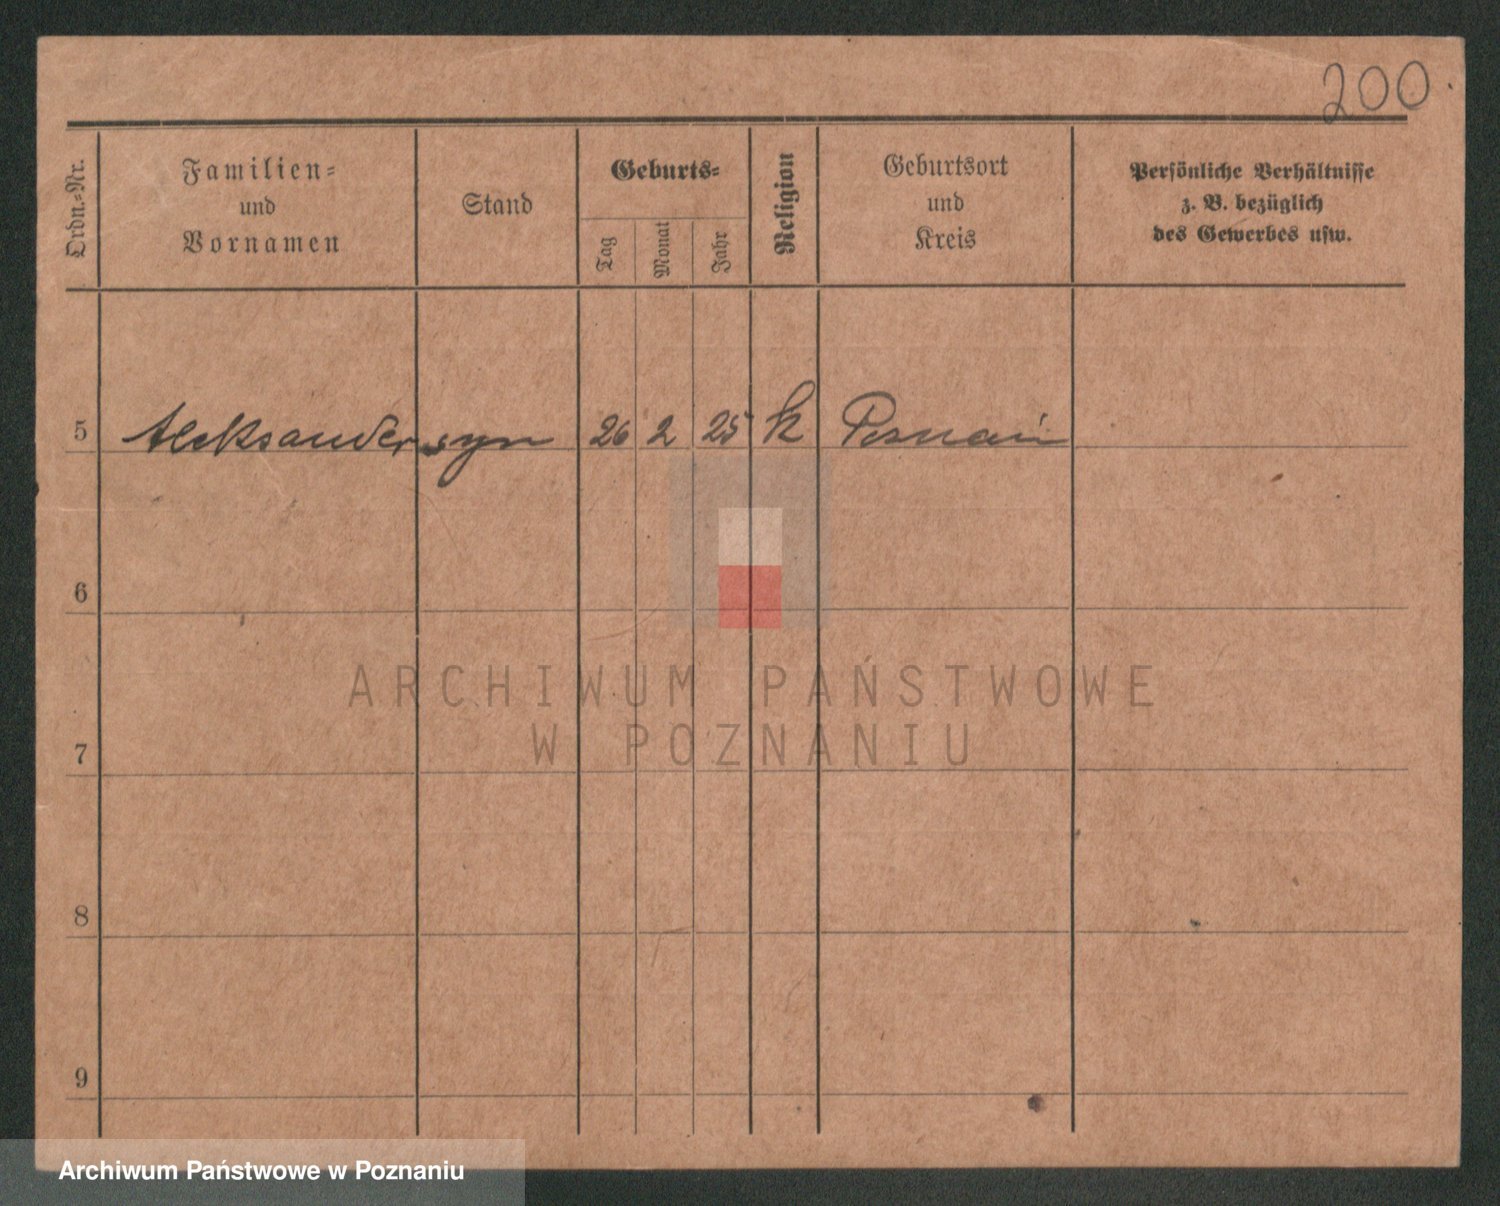 200.
Ordn.-Nr.
Familien-
und
Vornamen
Stand
Geburts-
Tag
Monat
Jahr
Religion
Geburtsort
und
Kreis
Persönliche Verhältnisse
z. B. bezüglich
des Gewerbes usw.
5 Aleksander syn 26 2 25 k Poznań
6
ARCHIWUM PAŃSTWOWE
W POZNANIU
7
8
9
Archiwum Państwowe w Poznaniu